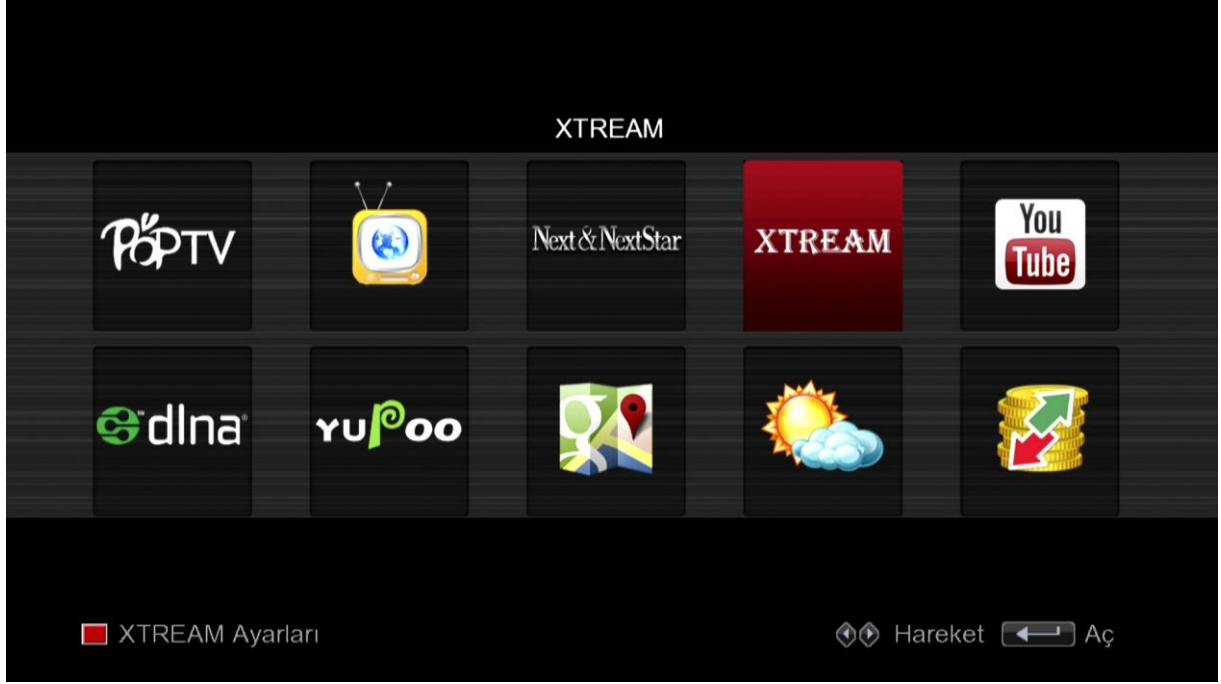 XTREAM
POPTV
Next & NextStar
XTREAM
You
Tube
dlna
YUPOO
XTREAM Ayarları
Hareket
Aç